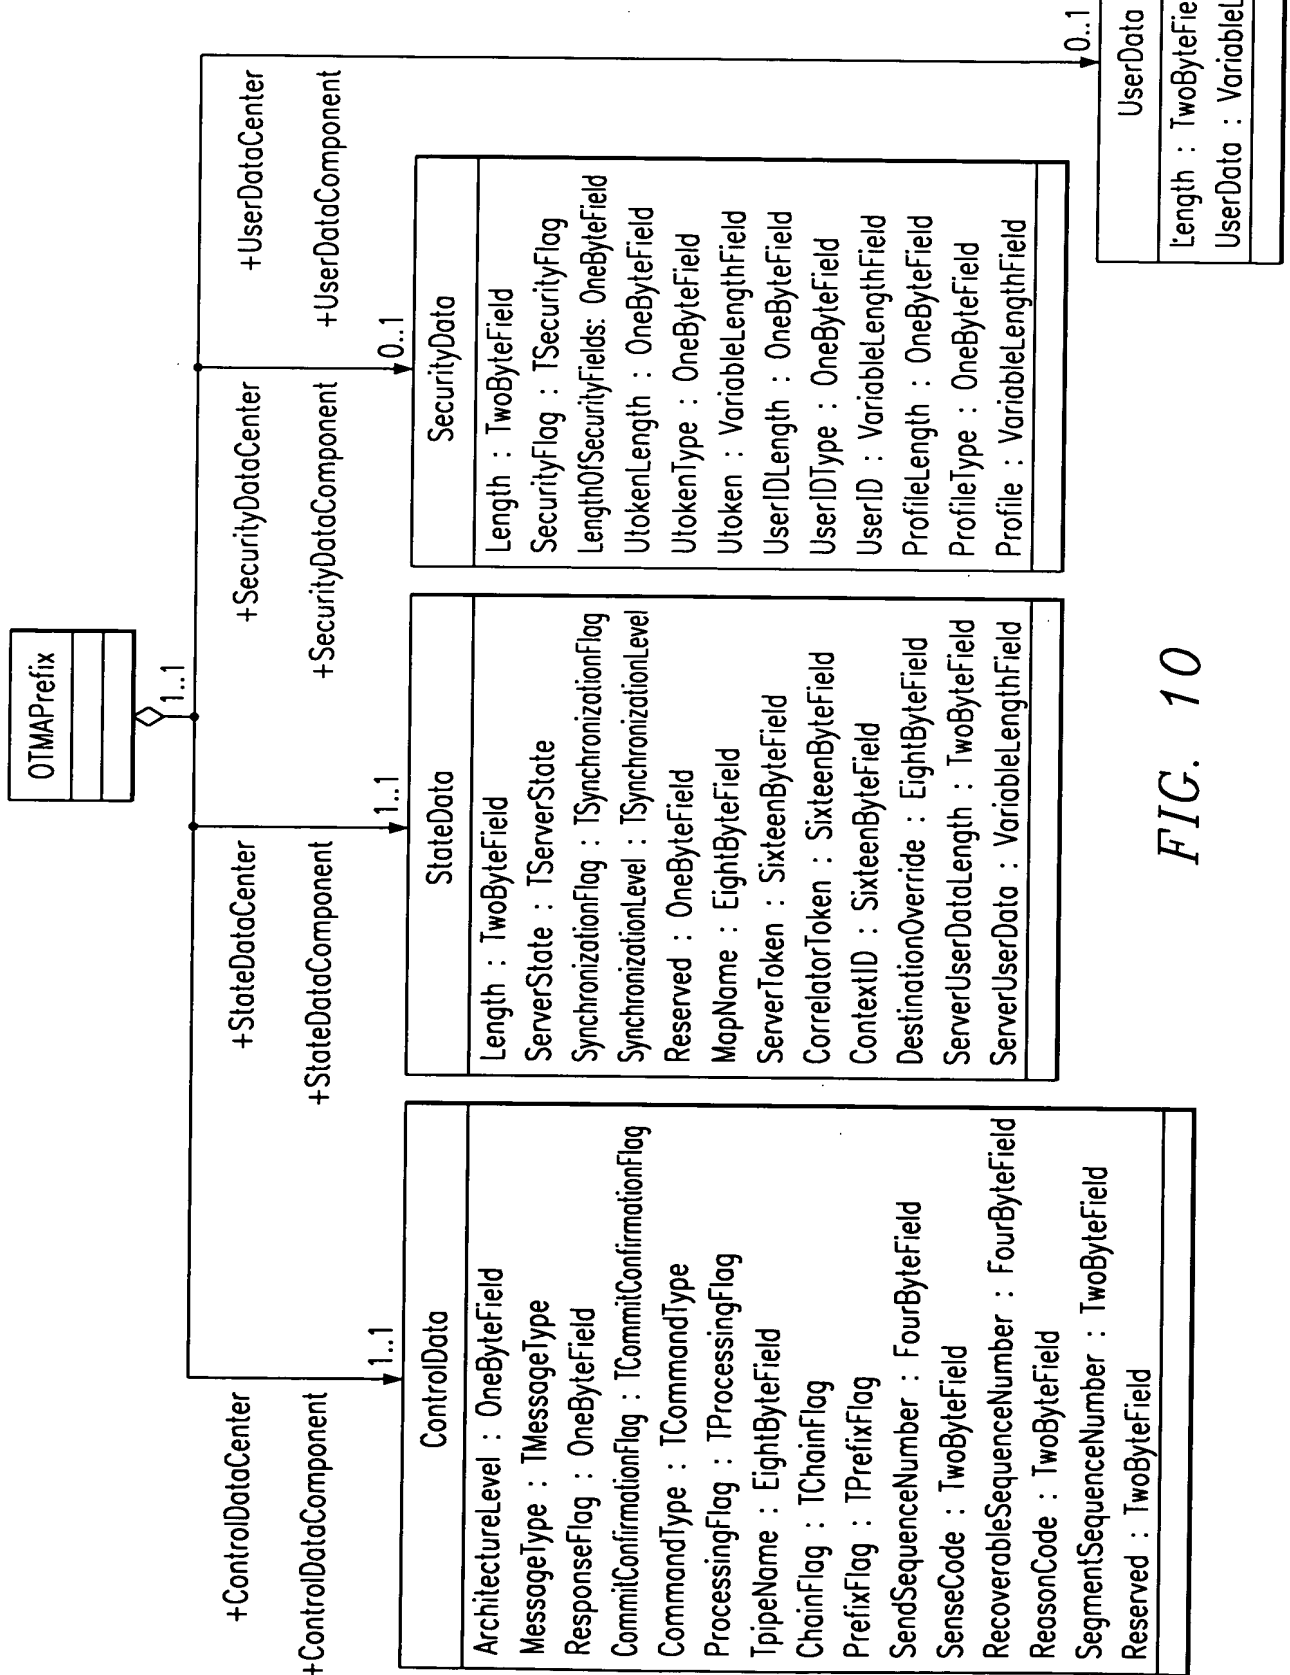 OTMAPrefix
1..1
+ControlDataCenter
+ControlDataComponent
1..1
ControlData
ArchitectureLevel : OneByteField
MessageType : TMessageType
ResponseFlag : OneByteField
CommitConfirmationFlag : TCommitConfirmationFlag
CommandType : TCommandType
ProcessingFlag : TProcessingFlag
TpipeName : EightByteField
ChainFlag : TChainFlag
PrefixFlag : TPrefixFlag
SendSequenceNumber : FourByteField
SenseCode : TwoByteField
RecoverableSequenceNumber : FourByteField
ReasonCode : TwoByteField
SegmentSequenceNumber : TwoByteField
Reserved : TwoByteField
+StateDataCenter
+StateDataComponent
1..1
StateData
Length : TwoByteField
ServerState : TServerState
SynchronizationFlag : TSynchronizationFlag
SynchronizationLevel : TSynchronizationLevel
Reserved : OneByteField
MapName : EightByteField
ServerToken : SixteenByteField
CorrelatorToken : SixteenByteField
ContextID : SixteenByteField
DestinationOverride : EightByteField
ServerUserDataLength : TwoByteField
ServerUserData : VariableLengthField
+SecurityDataCenter
+SecurityDataComponent
0..1
SecurityData
Length : TwoByteField
SecurityFlag : TSecurityFlag
LengthOfSecurityFields: OneByteField
UtokenLength : OneByteField
UtokenType : OneByteField
Utoken : VariableLengthField
UserIDLength : OneByteField
UserIDType : OneByteField
UserID : VariableLengthField
ProfileLength : OneByteField
ProfileType : OneByteField
Profile : VariableLengthField
+UserDataCenter
+UserDataComponent
0..1
UserData
Length : TwoByteFie
UserData : VariableL
FIG. 10